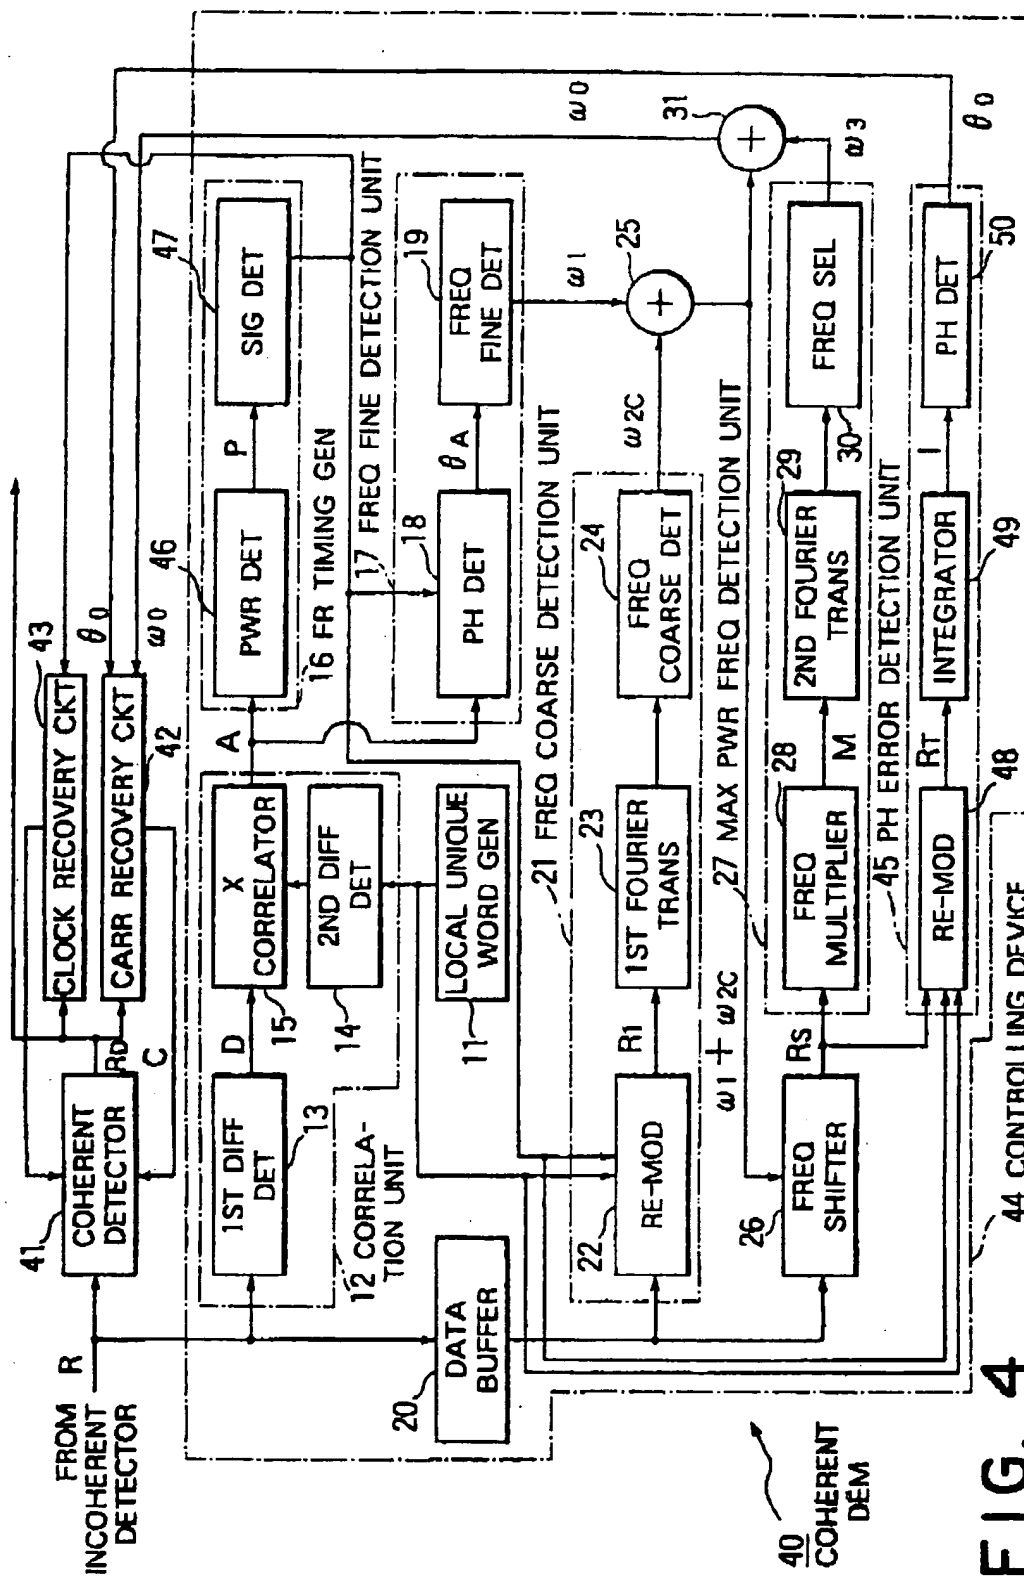 FROM
INCOHERENT
DETECTOR
R
41
COHERENT
DETECTOR
RD
C
43
CLOCK RECOVERY CKT
CARR RECOVERY CKT
42
θ0
ω0
1ST DIFF
DET
13
D
X
CORRELATOR
15
2ND DIFF
DET
14
12 CORRELA-
TION UNIT
A
46
PWR DET
P
47
SIG DET
16 FR TIMING GEN
17 FREQ FINE DETECTION UNIT
LOCAL UNIQUE
WORD GEN
11
18
PH DET
θA
19
FREQ
FINE DET
ω1
20
DATA
BUFFER
21 FREQ COARSE DETECTION UNIT
22
RE-MOD
R1
23
1ST FOURIER
TRANS
24
FREQ
COARSE DET
ω2C
25
+
ω1 + ω2C
26
FREQ
SHIFTER
RS
27 MAX PWR FREQ DETECTION UNIT
28
FREQ
MULTIPLIER
M
29
2ND FOURIER
TRANS
30
FREQ SEL
ω3
31
+
ω0
45 PH ERROR DETECTION UNIT
RE-MOD
48
RT
INTEGRATOR
49
I
PH DET
50
θ0
44 CONTROLLING DEVICE
40
COHERENT
DEM
FIG. 4